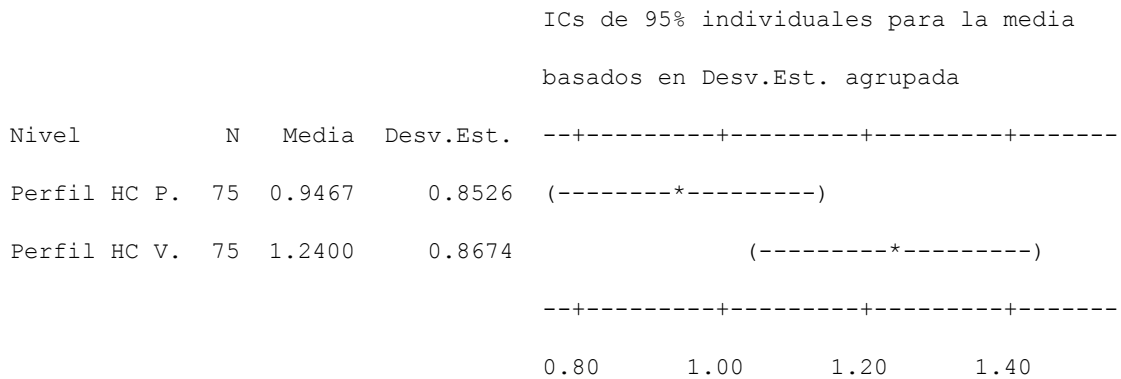 ICs de 95% individuales para la media
basados en Desv.Est. agrupada
Nivel N Media Desv.Est. --+---------+---------+---------+-------
Perfil HC P. 75 0.9467 0.8526 (--------*---------)
Perfil HC V. 75 1.2400 0.8674 (---------*---------)
--+---------+---------+---------+-------
0.80 1.00 1.20 1.40